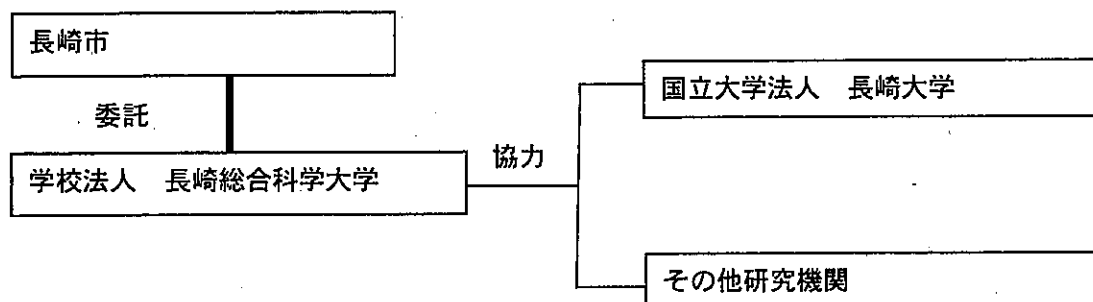 長崎市
委託
学校法人　長崎総合科学大学
協力
国立大学法人　長崎大学
その他研究機関